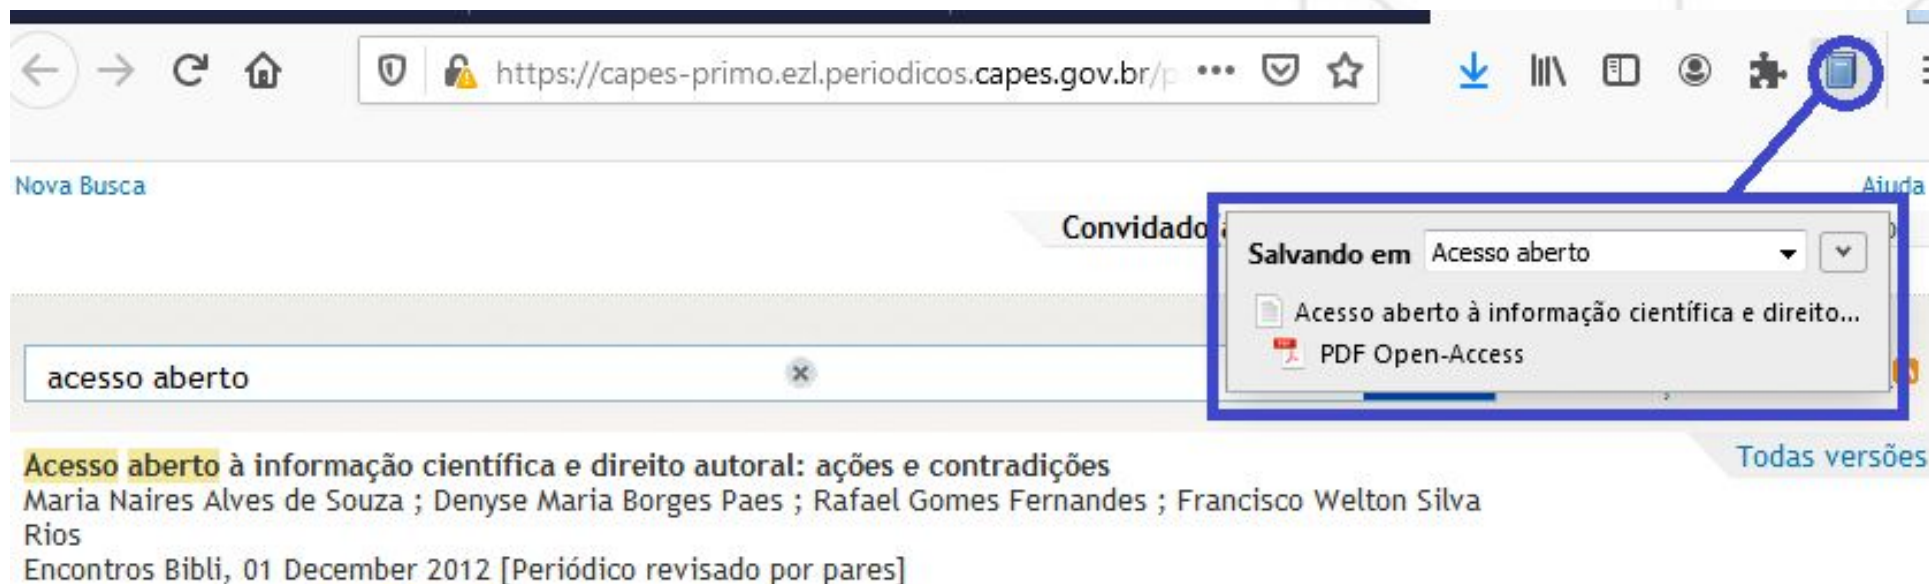 https://capes-primo.ezl.periodicos.capes.gov.br/p
Nova Busca
Ajuda
Convidado
Salvando em Acesso aberto
Acesso aberto à informação científica e direito...
PDF Open-Access
acesso aberto
Acesso aberto à informação científica e direito autoral: ações e contradições
Todas versões
Maria Naires Alves de Souza ; Denyse Maria Borges Paes ; Rafael Gomes Fernandes ; Francisco Welton Silva
Rios
Encontros Bibli, 01 December 2012 [Periódico revisado por pares]